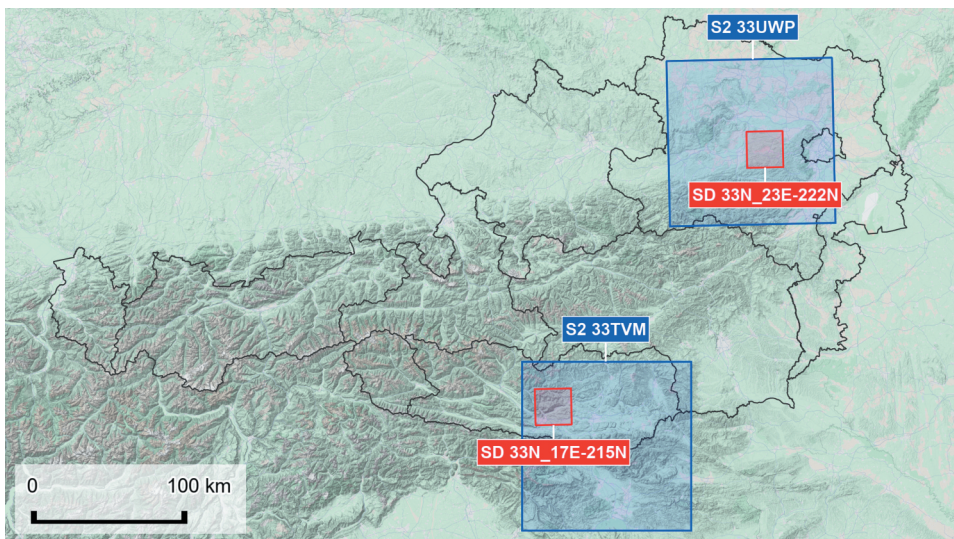 S2 33UWP
SD 33N_23E-222N
S2 33TVM
SD 33N_17E-215N
0 100 km